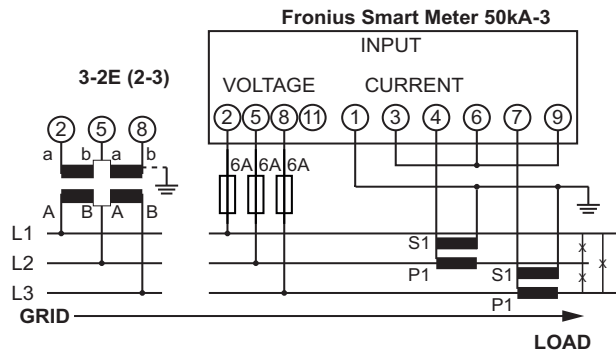 Fronius Smart Meter 50kA-3
INPUT
3-2E (2-3)
VOLTAGE CURRENT
2 5 8 2 5 8 11 1 3 4 6 7 9
a b a b
6A 6A 6A
A B A B
L1 S1
L2 P1 S1
L3 P1
GRID
LOAD